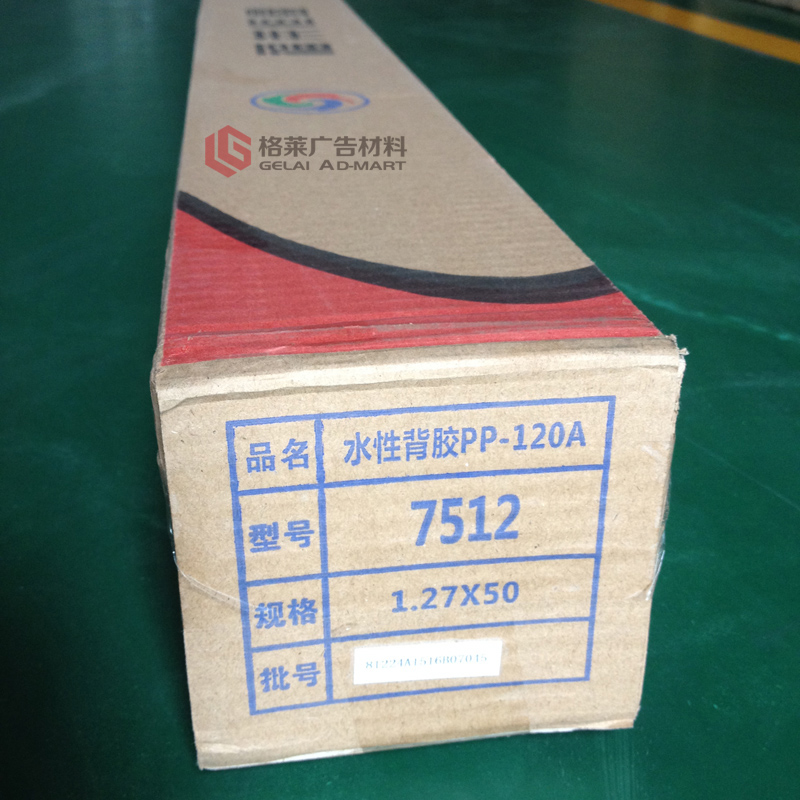 格莱广告材料
GELAI AD-MART
品名 水性背胶PP-120A
型号 7512
规格 1.27X50
批号